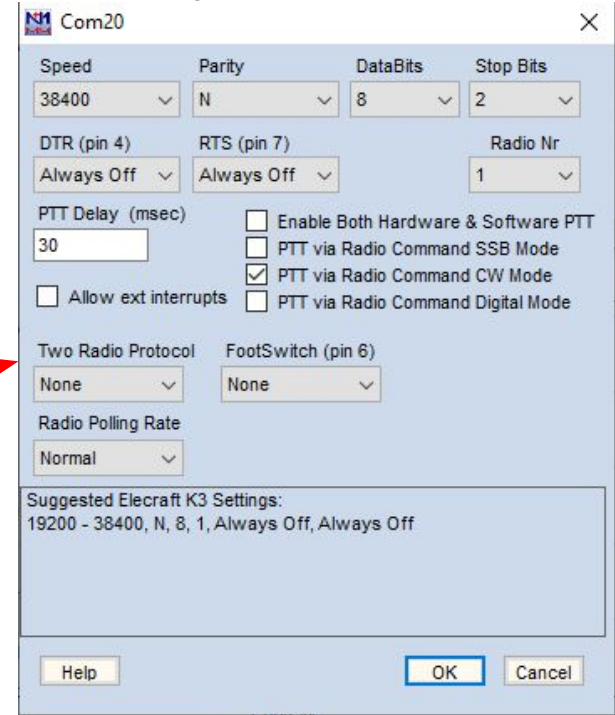 N1MM Com20
Speed Parity DataBits Stop Bits
38400 N 8 2
DTR (pin 4) RTS (pin 7) Radio Nr
Always Off Always Off 1
PTT Delay (msec)
30
Enable Both Hardware & Software PTT
PTT via Radio Command SSB Mode
PTT via Radio Command CW Mode
Allow ext interrupts PTT via Radio Command Digital Mode
Two Radio Protocol FootSwitch (pin 6)
None None
Radio Polling Rate
Normal
Suggested Elecraft K3 Settings:
19200 - 38400, N, 8, 1, Always Off, Always Off
Help OK Cancel